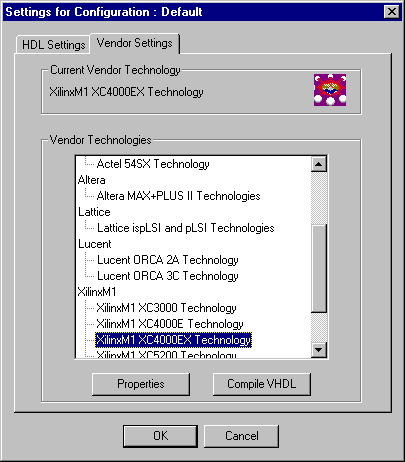 Settings for Configuration : Default
HDL Settings
Vendor Settings
Current Vendor Technology
XilinxM1 XC4000EX Technology
Vendor Technologies
Actel 54SX Technology
Altera
Altera MAX+PLUS II Technologies
Lattice
Lattice ispLSI and pLSI Technologies
Lucent
Lucent ORCA 2A Technology
Lucent ORCA 3C Technology
XilinxM1
XilinxM1 XC3000 Technology
XilinxM1 XC4000E Technology
XilinxM1 XC4000EX Technology
XilinxM1 XC5200 Technology
Properties
Compile VHDL
OK
Cancel